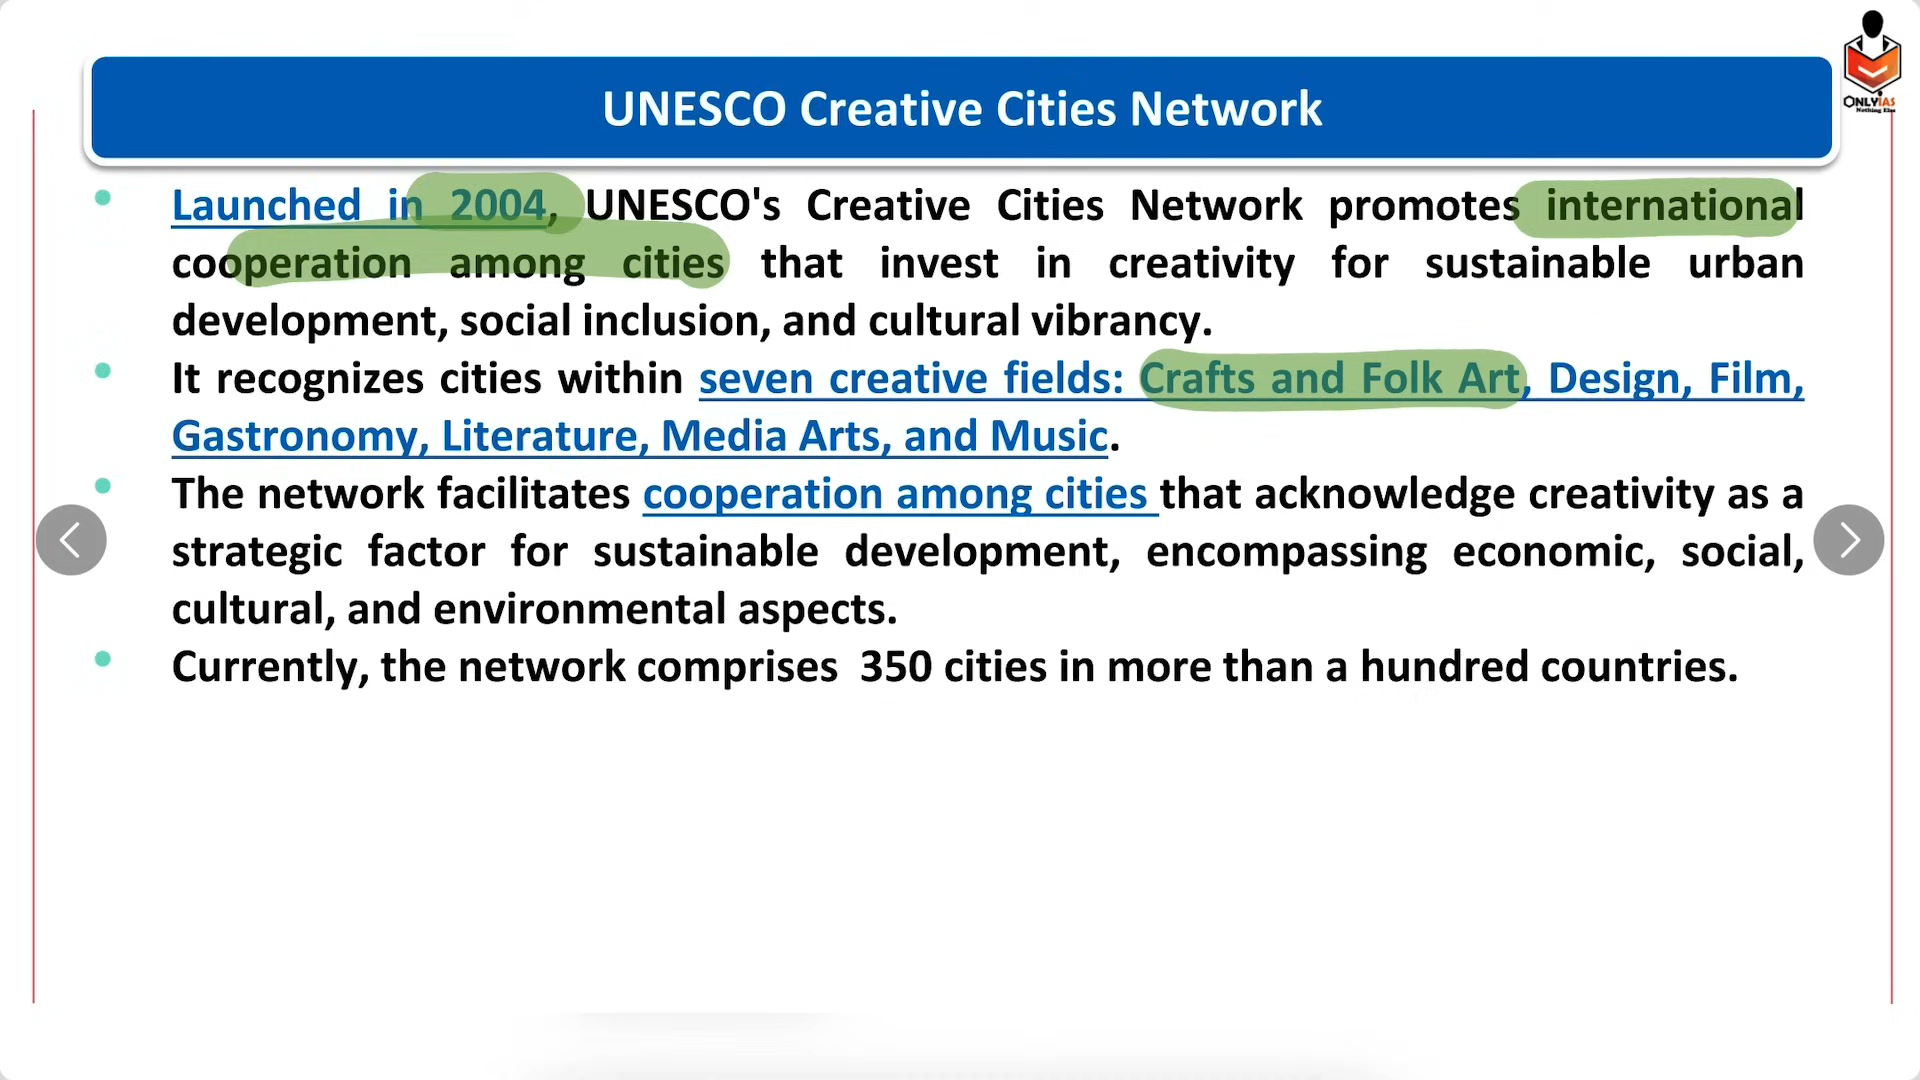 UNESCO Creative Cities Network
ONLYIAS
Nothing Else
Launched in 2004, UNESCO's Creative Cities Network promotes international
cooperation among cities that invest in creativity for sustainable urban
development, social inclusion, and cultural vibrancy.
It recognizes cities within seven creative fields: Crafts and Folk Art, Design, Film,
Gastronomy, Literature, Media Arts, and Music.
The network facilitates cooperation among cities that acknowledge creativity as a
strategic factor for sustainable development, encompassing economic, social,
cultural, and environmental aspects.
Currently, the network comprises 350 cities in more than a hundred countries.